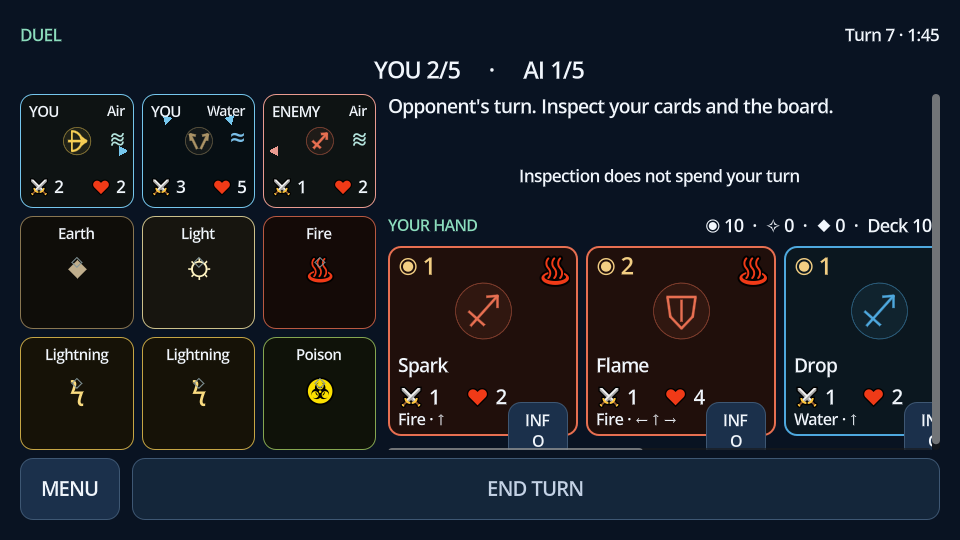 DUEL
Turn 7 · 1:45
YOU 2/5 · AI 1/5
YOU Air
2 2
YOU Water
3 5
ENEMY Air
1 2
Earth
Light
Fire
Lightning
Lightning
Poison
Opponent's turn. Inspect your cards and the board.
Inspection does not spend your turn
YOUR HAND
◉ 10 · ✧ 0 · ◆ 0 · Deck 10
◉ 1
Spark
1 2
Fire · ↑
INF
O
◉ 2
Flame
1 4
Fire · ← ↑ →
INF
O
◉ 1
Drop
1 2
Water · ↑
MENU
END TURN